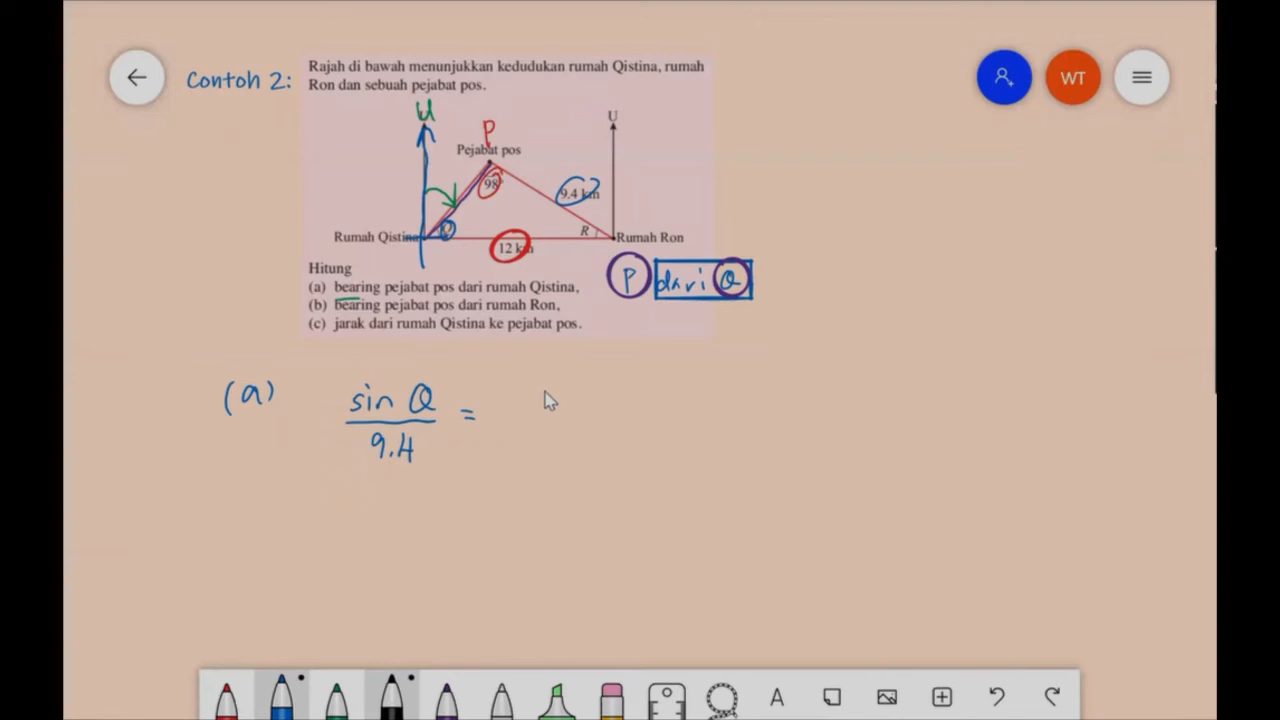 Contoh 2:
Rajah di bawah menunjukkan kedudukan rumah Qistina, rumah
Ron dan sebuah pejabat pos.
U
U
P
Pejabat pos
98°
9.4 km
Q
R
Rumah Qistina
Rumah Ron
12 km
Hitung
(a) bearing pejabat pos dari rumah Qistina,
(b) bearing pejabat pos dari rumah Ron,
(c) jarak dari rumah Qistina ke pejabat pos.
P dari Q
(a) sin Q / 9.4 =
WT
A